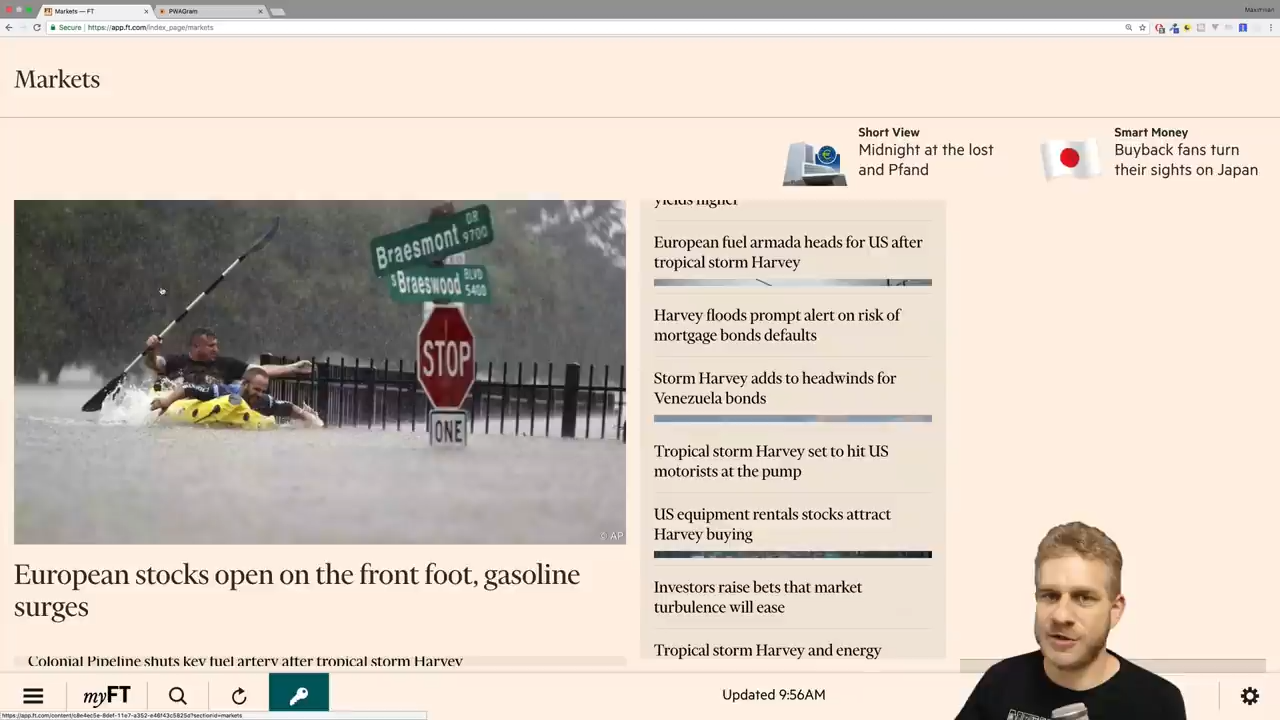 Markets — FT
PWAGram
Maximilian
Secure
https://app.ft.com/index_page/markets
Markets
Short View
Midnight at the lost
and Pfand
Smart Money
Buyback fans turn
their sights on Japan
Braesmont DR 9700
S Braeswood BLVD 5400
STOP
ONE
© AP
European stocks open on the front foot, gasoline
surges
Colonial Pipeline shuts key fuel artery after tropical storm Harvey
yields higher
European fuel armada heads for US after
tropical storm Harvey
Harvey floods prompt alert on risk of
mortgage bonds defaults
Storm Harvey adds to headwinds for
Venezuela bonds
Tropical storm Harvey set to hit US
motorists at the pump
US equipment rentals stocks attract
Harvey buying
Investors raise bets that market
turbulence will ease
Tropical storm Harvey and energy
myFT
Updated 9:56AM